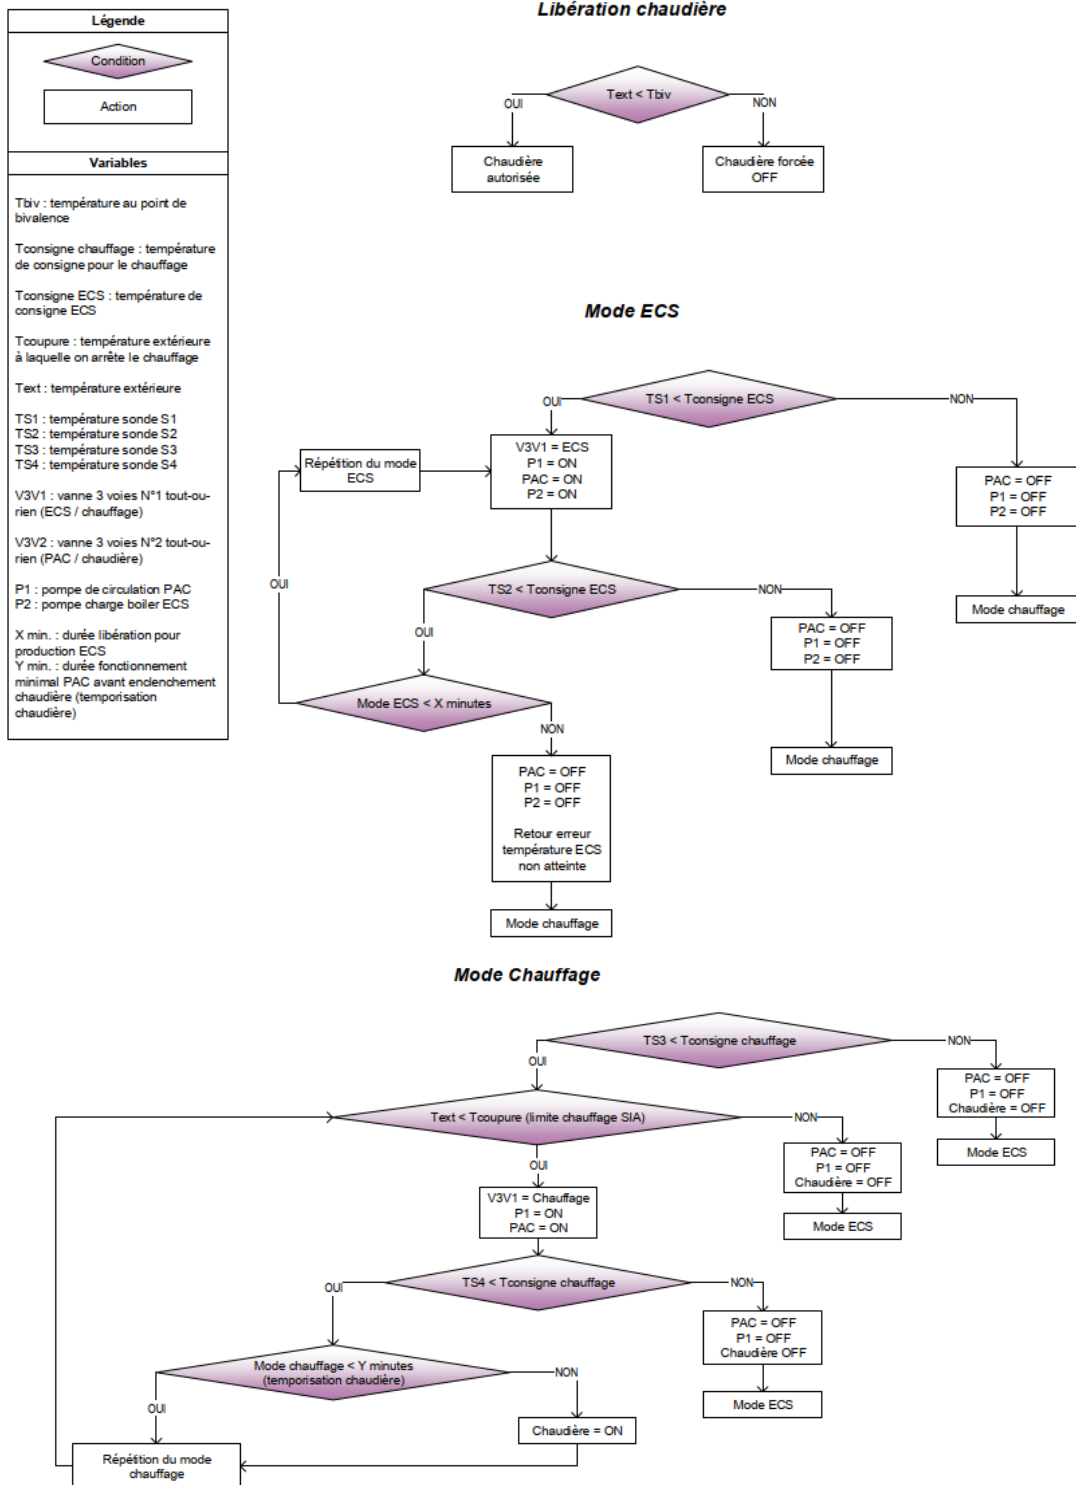 Légende
Condition
Action
Variables
Tbiv : température au point de
bivalence
Tconsigne chauffage : température
de consigne pour le chauffage
Tconsigne ECS : température de
consigne ECS
Tcoupure : température extérieure
à laquelle on arrête le chauffage
Text : température extérieure
TS1 : température sonde S1
TS2 : température sonde S2
TS3 : température sonde S3
TS4 : température sonde S4
V3V1 : vanne 3 voies N°1 tout-ou-
rien (ECS / chauffage)
V3V2 : vanne 3 voies N°2 tout-ou-
rien (PAC / chaudière)
P1 : pompe de circulation PAC
P2 : pompe charge boiler ECS
X min. : durée libération pour
production ECS
Y min. : durée fonctionnement
minimal PAC avant enclenchement
chaudière (temporisation
chaudière)
Libération chaudière
Text < Tbiv
OUI
NON
Chaudière
autorisée
Chaudière forcée
OFF
Mode ECS
TS1 < Tconsigne ECS
OUI
NON
V3V1 = ECS
P1 = ON
PAC = ON
P2 = ON
Répétition du mode
ECS
PAC = OFF
P1 = OFF
P2 = OFF
Mode chauffage
TS2 < Tconsigne ECS
OUI
NON
OUI
PAC = OFF
P1 = OFF
P2 = OFF
Mode chauffage
Mode ECS < X minutes
NON
PAC = OFF
P1 = OFF
P2 = OFF
Retour erreur
température ECS
non atteinte
Mode chauffage
Mode Chauffage
TS3 < Tconsigne chauffage
OUI
NON
PAC = OFF
P1 = OFF
Chaudière = OFF
Mode ECS
Text < Tcoupure (limite chauffage SIA)
OUI
NON
PAC = OFF
P1 = OFF
Chaudière = OFF
Mode ECS
V3V1 = Chauffage
P1 = ON
PAC = ON
TS4 < Tconsigne chauffage
OUI
NON
PAC = OFF
P1 = OFF
Chaudière OFF
Mode ECS
Mode chauffage < Y minutes
(temporisation chaudière)
OUI
NON
Chaudière = ON
Répétition du mode
chauffage